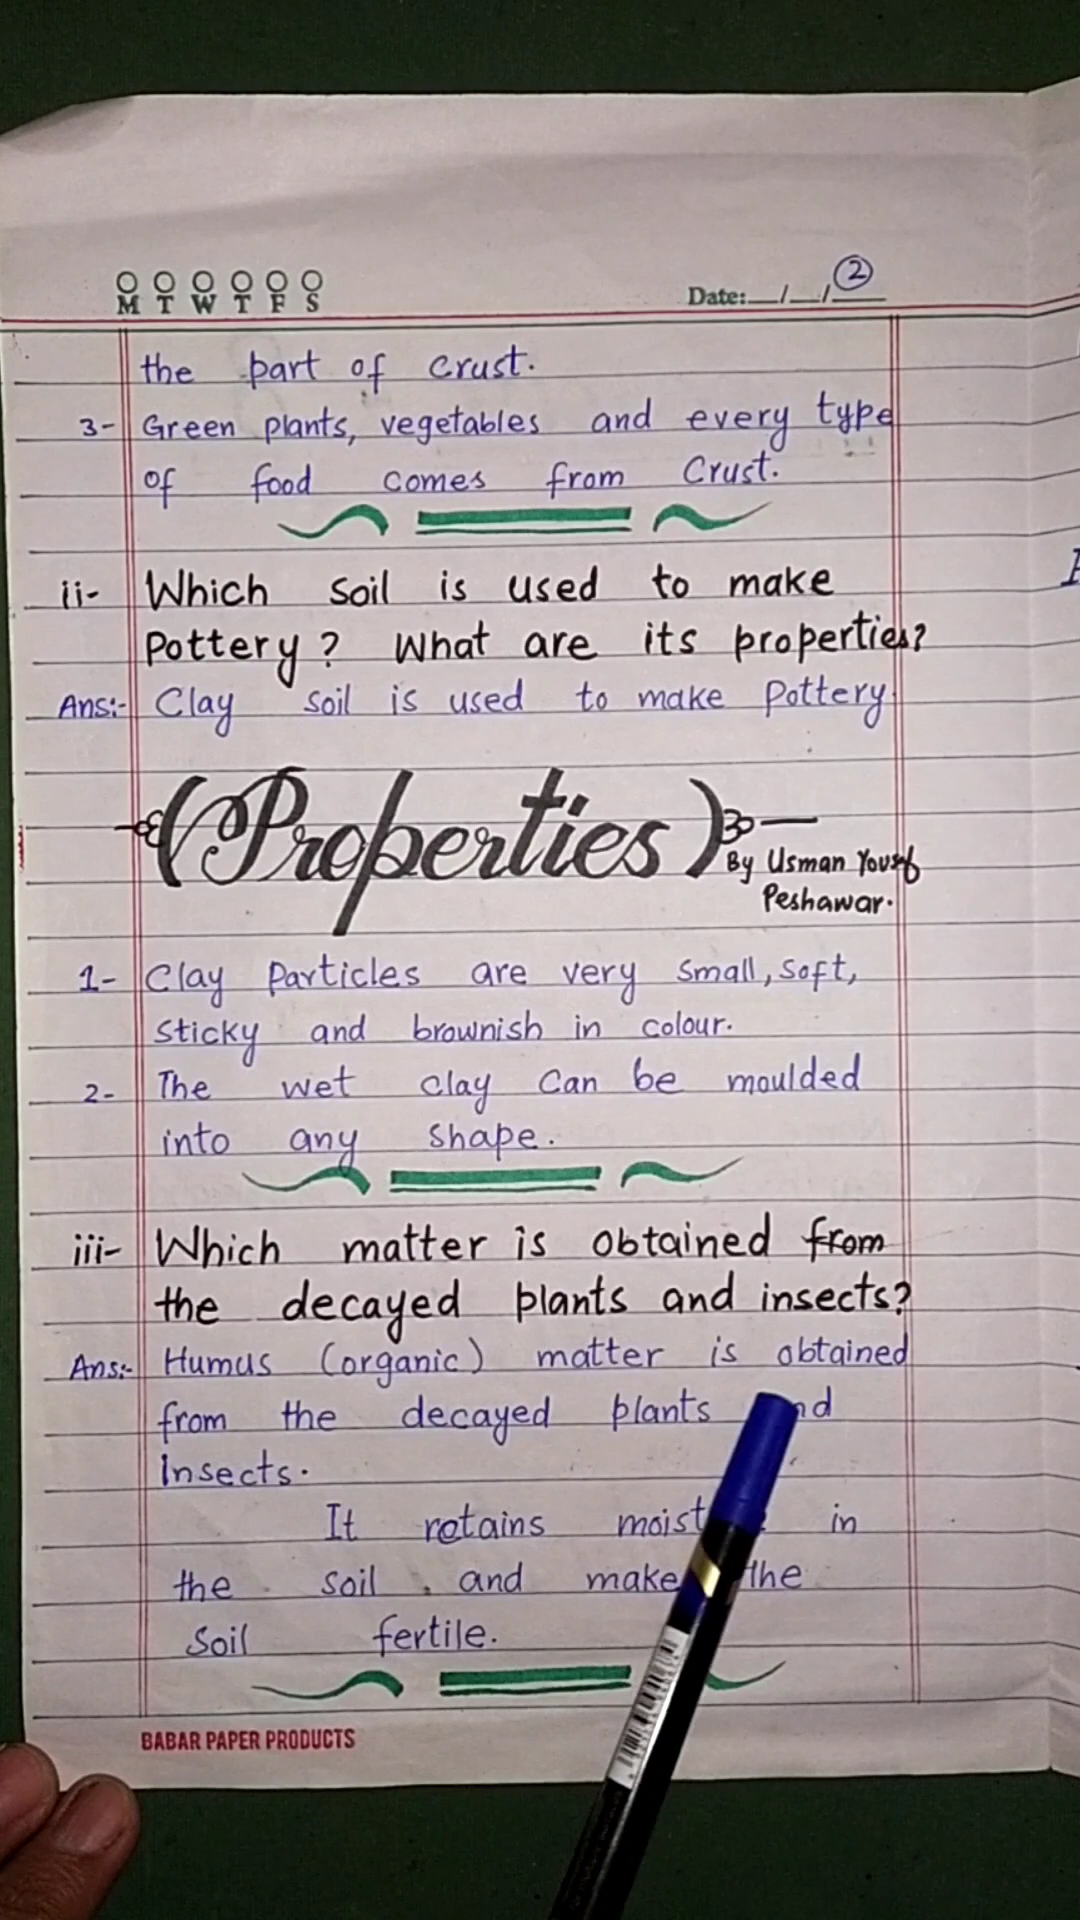 M T W T F S
Date:__/__/__ 2
the part of Crust.
3- Green plants, vegetables and every type
of food comes from Crust.
ii- Which soil is used to make
Pottery? What are its properties?
Ans:- Clay soil is used to make Pottery
(Properties)
By Usman Yousaf
Peshawar.
1- Clay Particles are very small, soft,
sticky and brownish in colour.
2- The wet clay can be moulded
into any shape.
iii- Which matter is obtained from
the decayed plants and insects?
Ans:- Humus (organic) matter is obtained
from the decayed plants
Insects.
It retains in
the soil and make the
Soil fertile.
BABAR PAPER PRODUCTS